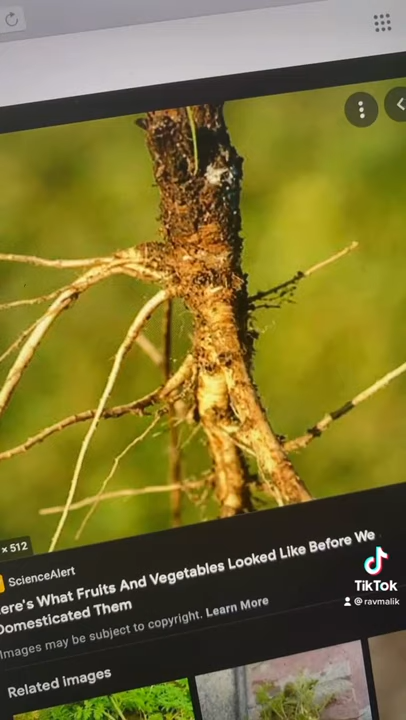 × 512
ScienceAlert
ere's What Fruits And Vegetables Looked Like Before We
Domesticated Them
Images may be subject to copyright. Learn More
TikTok
@ravmalik
Related images